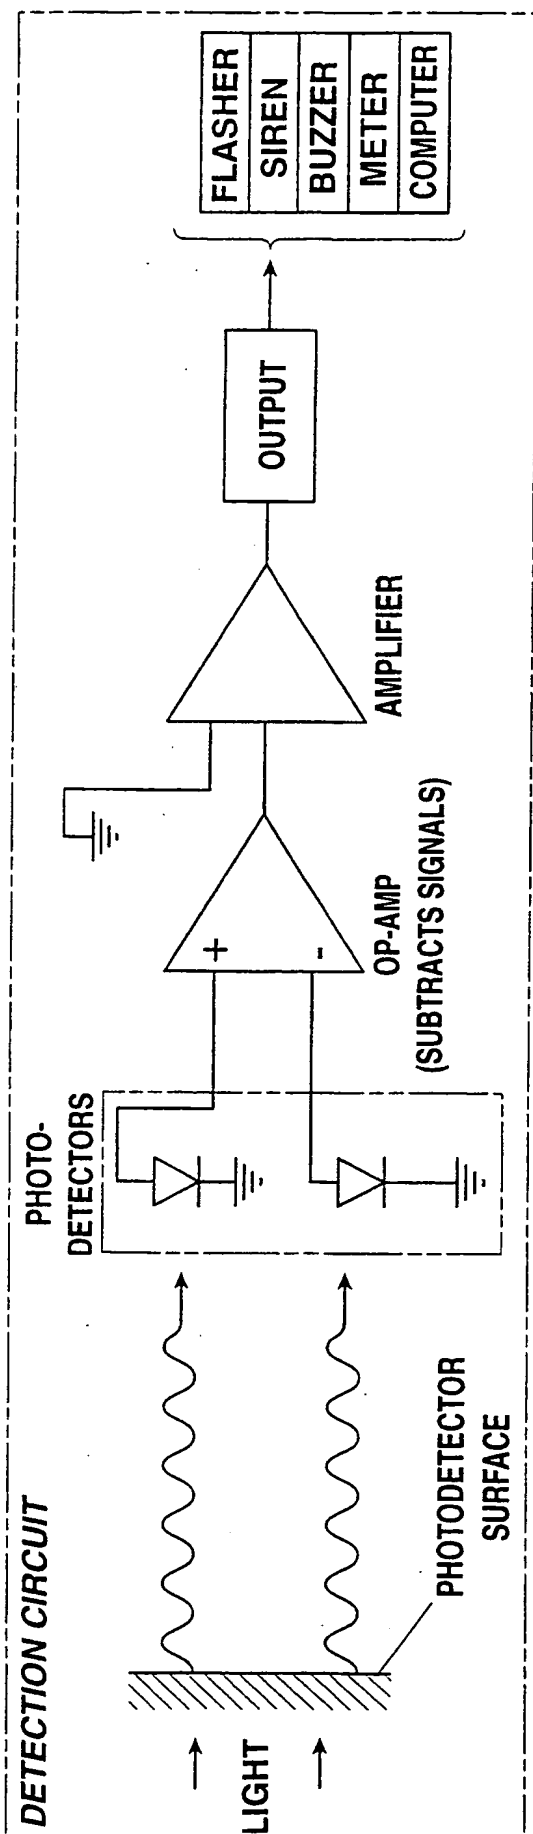 DETECTION CIRCUIT
LIGHT
PHOTODETECTOR
SURFACE
PHOTO-
DETECTORS
+
-
OP-AMP
(SUBTRACTS SIGNALS)
AMPLIFIER
OUTPUT
FLASHER
SIREN
BUZZER
METER
COMPUTER